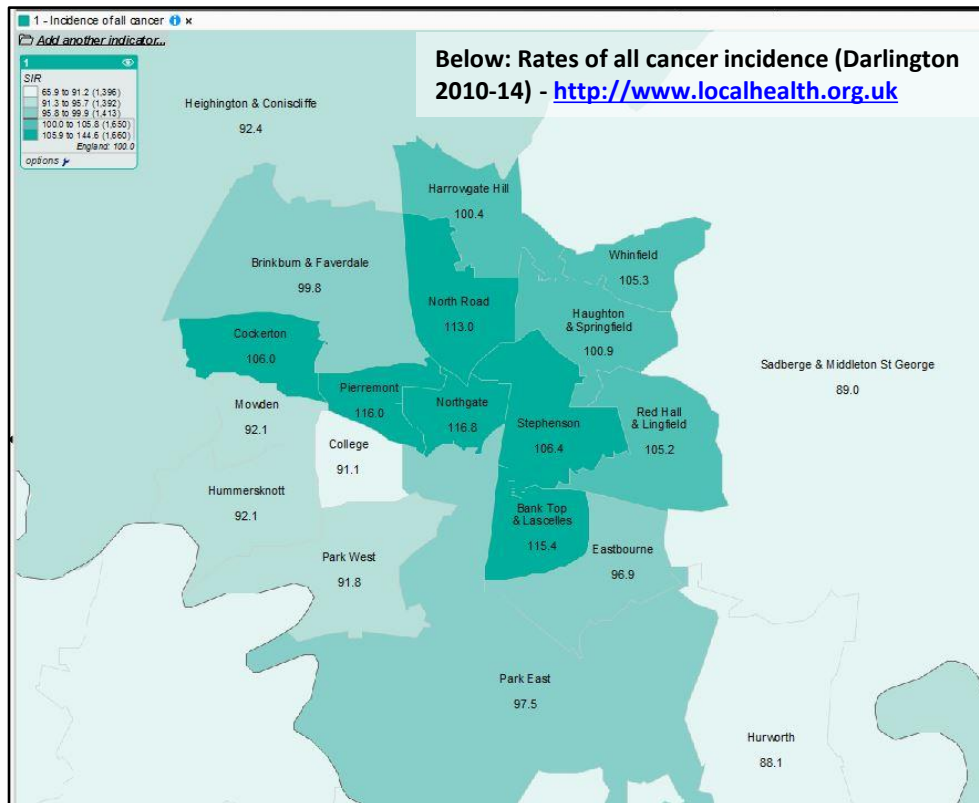 1 - Incidence of all cancer i ×
Add another indicator...
Below: Rates of all cancer incidence (Darlington
2010-14) - http://www.localhealth.org.uk
1
SIR
65.9 to 91.2 (1,396)
91.3 to 95.7 (1,392)
95.8 to 99.9 (1,413)
100.0 to 105.8 (1,650)
105.9 to 144.6 (1,660)
England: 100.0
options
Heighington & Coniscliffe
92.4
Harrowgate Hill
100.4
Whinfield
105.3
Brinkburn & Faverdale
99.8
North Road
113.0
Haughton
& Springfield
100.9
Cockerton
106.0
Sadberge & Middleton St George
89.0
Pierremont
116.0
Northgate
116.8
Mowden
92.1
Stephenson
106.4
Red Hall
& Lingfield
105.2
College
91.1
Hummersknott
92.1
Bank Top
& Lascelles
115.4
Eastbourne
96.9
Park West
91.8
Park East
97.5
Hurworth
88.1